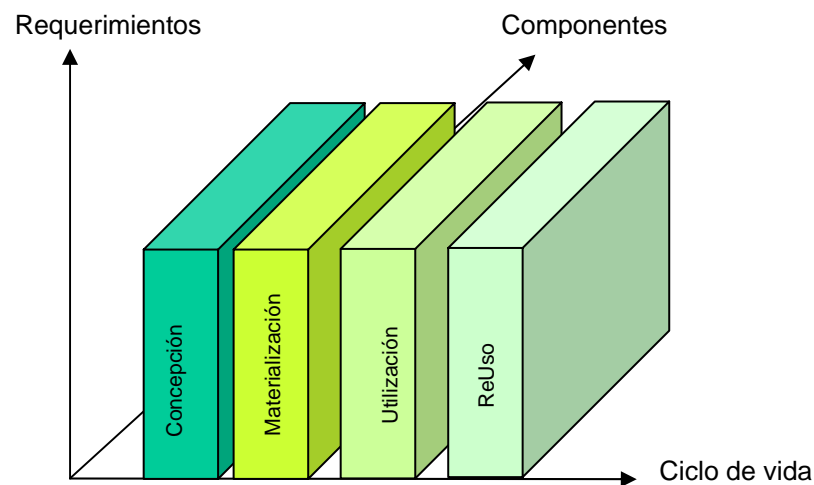 Requerimientos
Componentes
Concepción
Materialización
Utilización
ReUso
Ciclo de vida